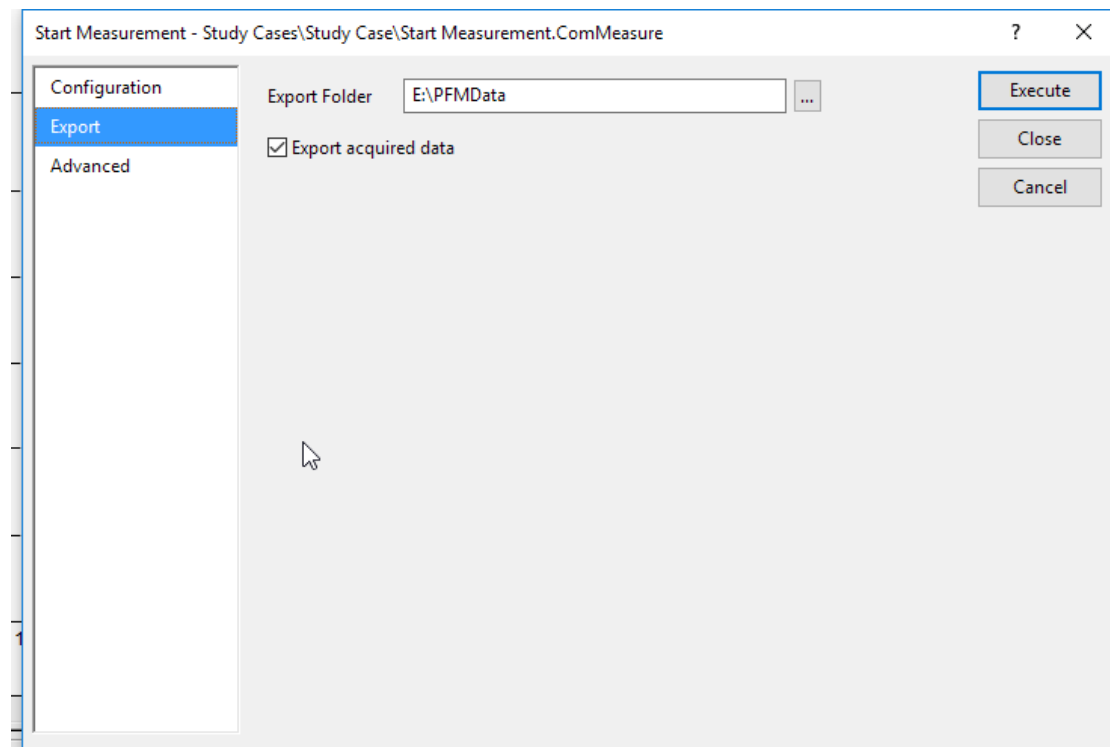 Start Measurement - Study Cases\Study Case\Start Measurement.ComMeasure ?
Configuration
Export
Advanced
Export Folder E:\PFMData ...
Export acquired data
Execute
Close
Cancel
1